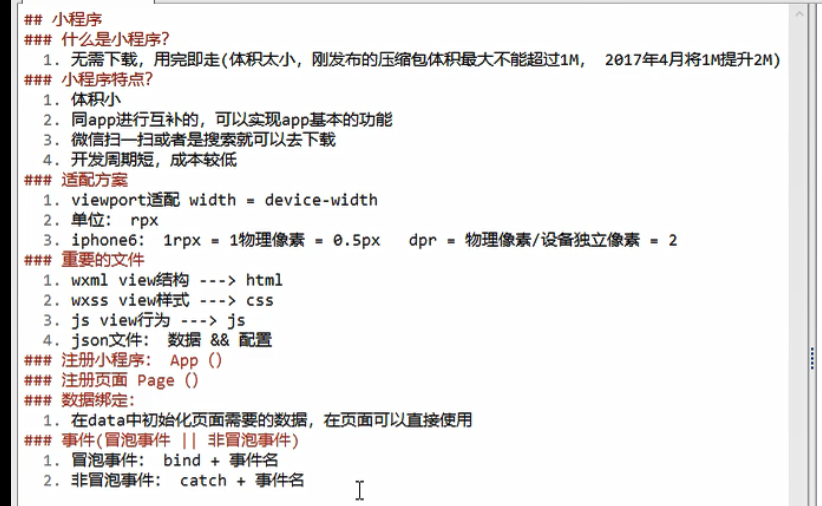 ## 小程序
### 什么是小程序?
1. 无需下载，用完即走(体积太小，刚发布的压缩包体积最大不能超过1M， 2017年4月将1M提升2M)
### 小程序特点?
1. 体积小
2. 同app进行互补的，可以实现app基本的功能
3. 微信扫一扫或者是搜索就可以去下载
4. 开发周期短，成本较低
### 适配方案
1. viewport适配 width = device-width
2. 单位： rpx
3. iphone6： 1rpx = 1物理像素 = 0.5px dpr = 物理像素/设备独立像素 = 2
### 重要的文件
1. wxml view结构 ---> html
2. wxss view样式 ---> css
3. js view行为 ---> js
4. json文件： 数据 && 配置
### 注册小程序： App ()
### 注册页面 Page ()
### 数据绑定：
1. 在data中初始化页面需要的数据，在页面可以直接使用
### 事件(冒泡事件 || 非冒泡事件)
1. 冒泡事件： bind + 事件名
2. 非冒泡事件： catch + 事件名